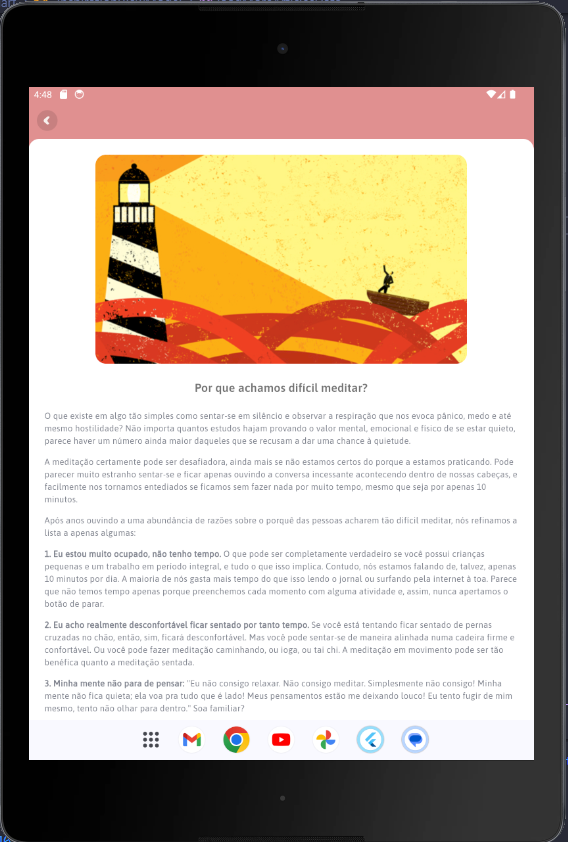 4:48
Por que achamos difícil meditar?
O que existe em algo tão simples como sentar-se em silêncio e observar a respiração que nos evoca pânico, medo e até
mesmo hostilidade? Não importa quantos estudos hajam provando o valor mental, emocional e físico de se estar quieto,
parece haver um número ainda maior daqueles que se recusam a dar uma chance à quietude.
A meditação certamente pode ser desafiadora, ainda mais se não estamos certos do porque a estamos praticando. Pode
parecer muito estranho sentar-se e ficar apenas ouvindo a conversa incessante acontecendo dentro de nossas cabeças, e
facilmente nos tornamos entediados se ficamos sem fazer nada por muito tempo, mesmo que seja por apenas 10
minutos.
Após anos ouvindo a uma abundância de razões sobre o porquê das pessoas acharem tão difícil meditar, nós refinamos a
lista a apenas algumas:
1. Eu estou muito ocupado, não tenho tempo. O que pode ser completamente verdadeiro se você possui crianças
pequenas e um trabalho em período integral, e tudo o que isso implica. Contudo, nós estamos falando de, talvez, apenas
10 minutos por dia. A maioria de nós gasta mais tempo do que isso lendo o jornal ou surfando pela internet à toa. Parece
que não temos tempo apenas porque preenchemos cada momento com alguma atividade e, assim, nunca apertamos o
botão de parar.
2. Eu acho realmente desconfortável ficar sentado por tanto tempo. Se você está tentando ficar sentado de pernas
cruzadas no chão, então, sim, ficará desconfortável. Mas você pode sentar-se de maneira alinhada numa cadeira firme e
confortável. Ou você pode fazer meditação caminhando, ou ioga, ou tai chi. A meditação em movimento pode ser tão
benéfica quanto a meditação sentada.
3. Minha mente não para de pensar: "Eu não consigo relaxar. Não consigo meditar. Simplesmente não consigo! Minha
mente não fica quieta; ela voa pra tudo que é lado! Meus pensamentos estão me deixando louco! Eu tento fugir de mim
mesmo, tento não olhar para dentro." Soa familiar?